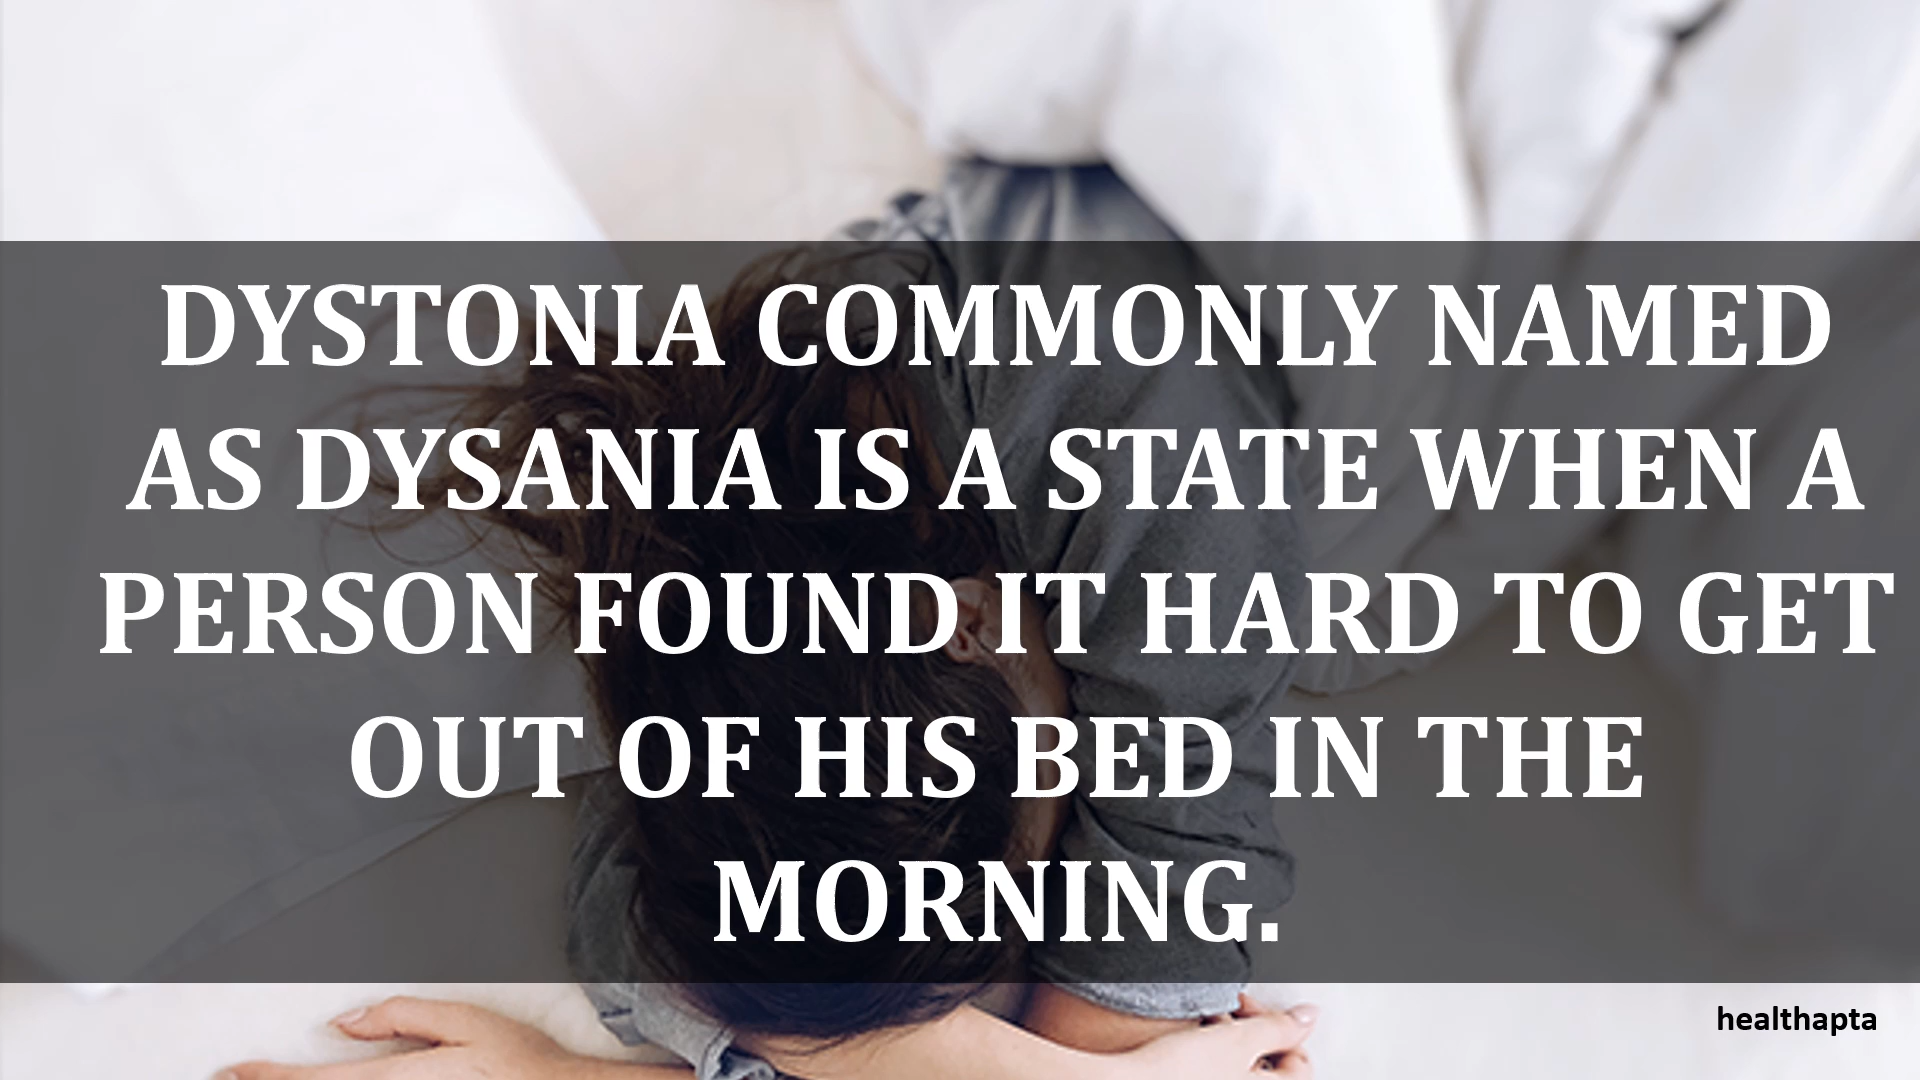 DYSTONIA COMMONLY NAMED
AS DYSANIA IS A STATE WHEN A
PERSON FOUND IT HARD TO GET
OUT OF HIS BED IN THE
MORNING.
healthapta